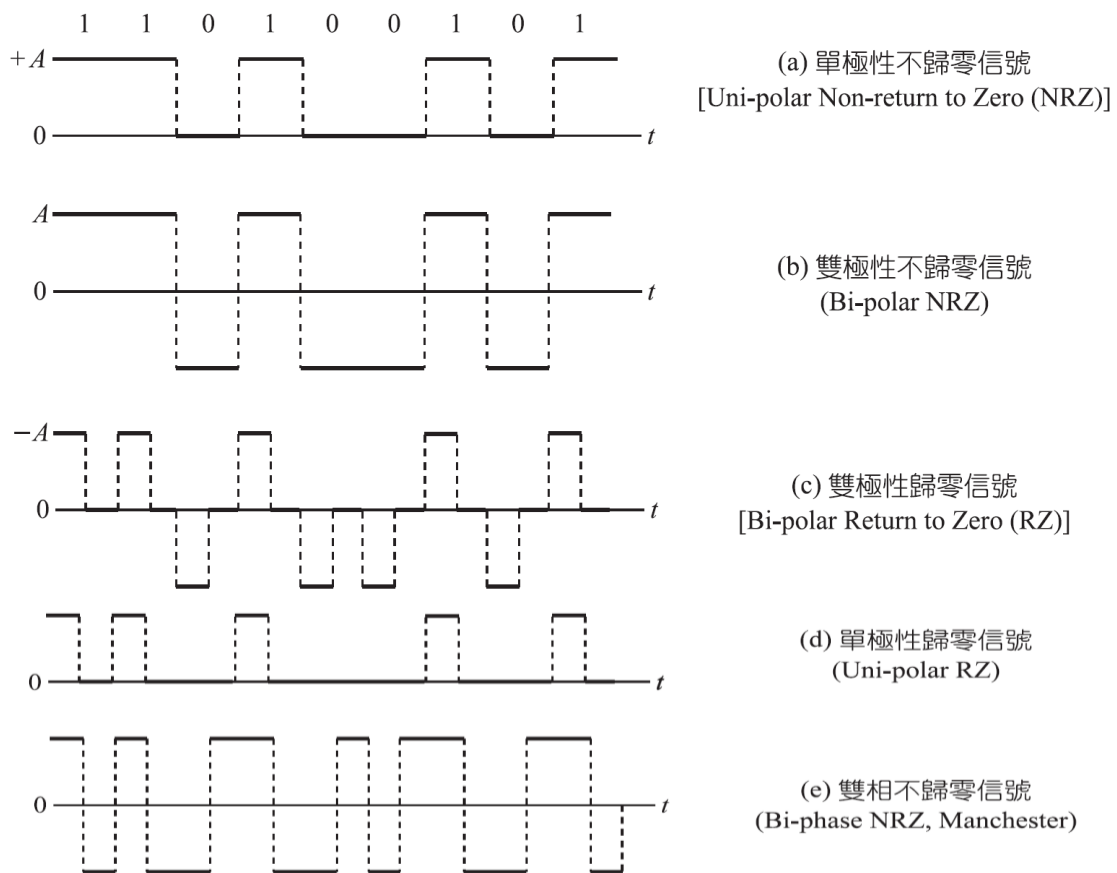 1 1 0 1 0 0 1 0 1
+A
0
t
(a) 單極性不歸零信號
[Uni-polar Non-return to Zero (NRZ)]
A
0
t
(b) 雙極性不歸零信號
(Bi-polar NRZ)
−A
0
t
(c) 雙極性歸零信號
[Bi-polar Return to Zero (RZ)]
0
t
(d) 單極性歸零信號
(Uni-polar RZ)
0
t
(e) 雙相不歸零信號
(Bi-phase NRZ, Manchester)